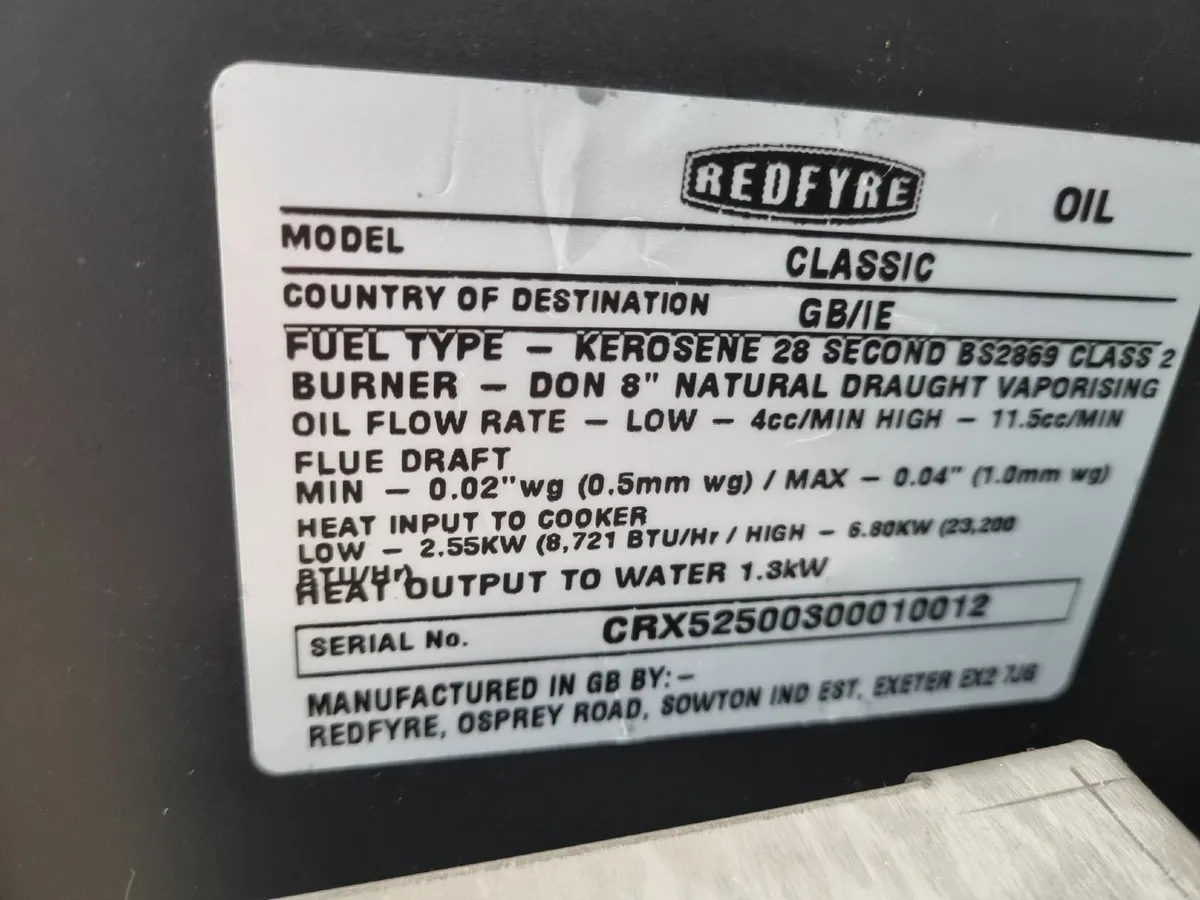 REDFYRE OIL
MODEL CLASSIC
COUNTRY OF DESTINATION GB/IE
FUEL TYPE – KEROSENE 28 SECOND BS2869 CLASS 2
BURNER – DON 8" NATURAL DRAUGHT VAPORISING
OIL FLOW RATE – LOW – 4cc/MIN HIGH – 11.5cc/MIN
FLUE DRAFT
MIN – 0.02"wg (0.5mm wg) / MAX – 0.04" (1.0mm wg)
HEAT INPUT TO COOKER
LOW – 2.55KW (8,721 BTU/Hr / HIGH – 6.80KW (23,200
BTU/Hr)
HEAT OUTPUT TO WATER 1.3kW
SERIAL No. CRX52500S00010012
MANUFACTURED IN GB BY:–
REDFYRE, OSPREY ROAD, SOWTON IND EST, EXETER EX2 7JG